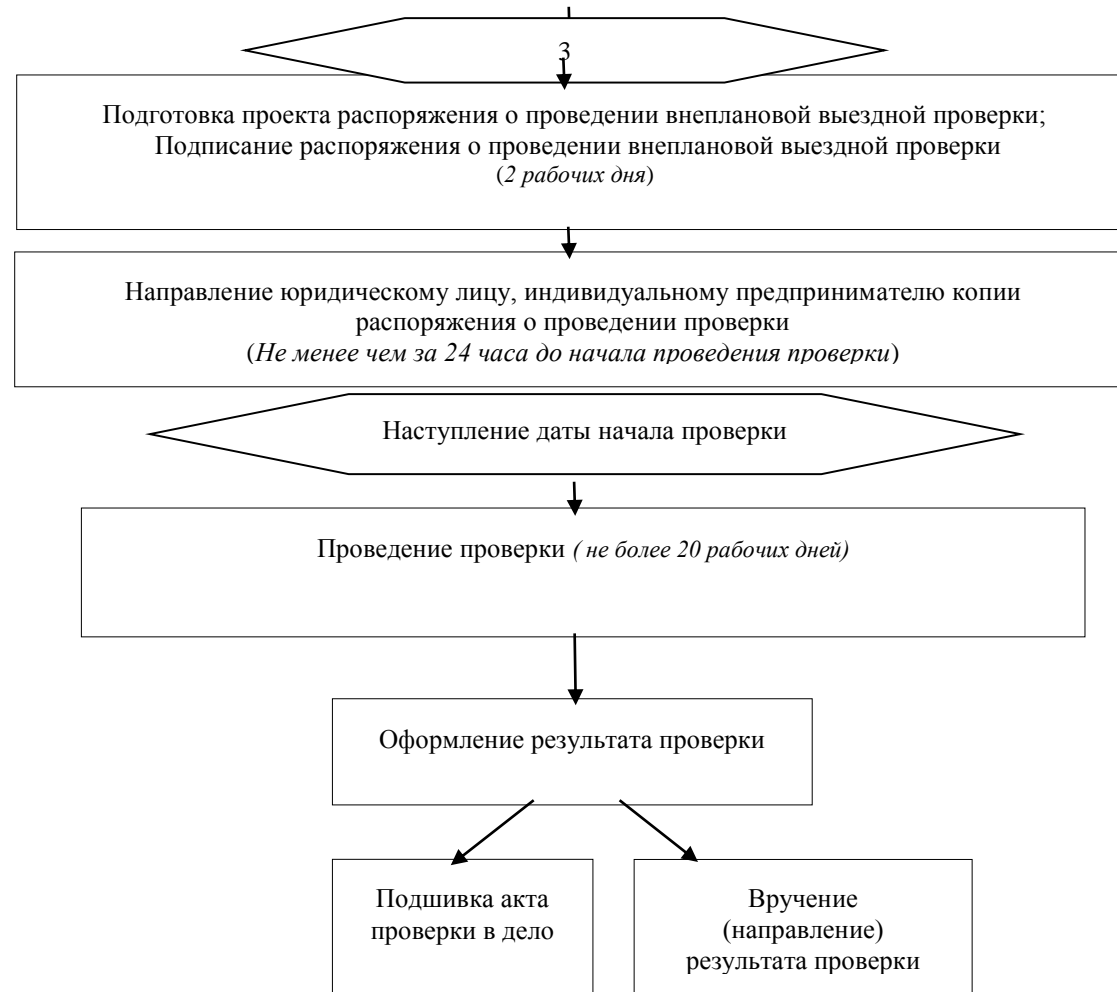 3
Подготовка проекта распоряжения о проведении внеплановой выездной проверки;
Подписание распоряжения о проведении внеплановой выездной проверки
(2 рабочих дня)
Направление юридическому лицу, индивидуальному предпринимателю копии
распоряжения о проведении проверки
(Не менее чем за 24 часа до начала проведения проверки)
Наступление даты начала проверки
Проведение проверки ( не более 20 рабочих дней)
Оформление результата проверки
Подшивка акта
проверки в дело
Вручение
(направление)
результата проверки